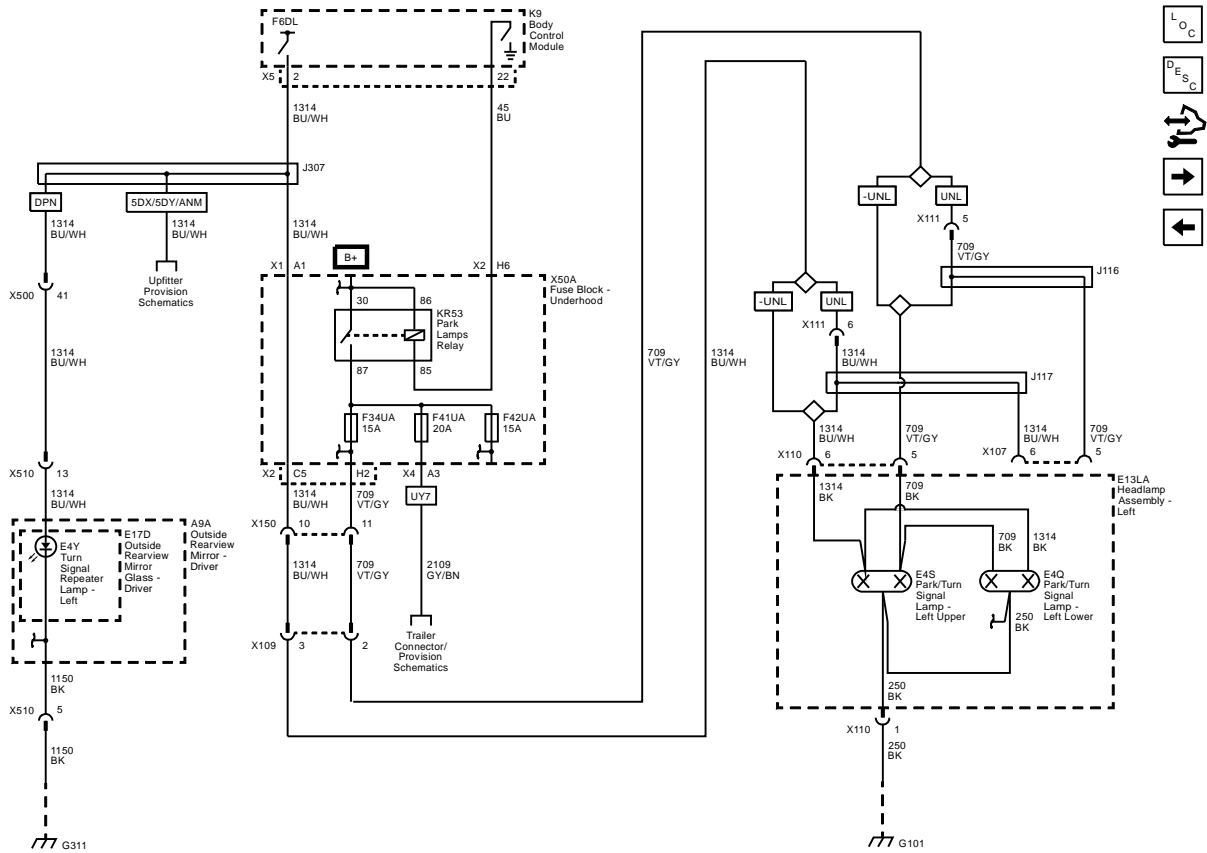 F6DL
K9
Body
Control
Module
X5
2
22
1314
BU/WH
45
BU
J307
DPN
5DX/5DY/ANM
1314
BU/WH
1314
BU/WH
1314
BU/WH
B+
Upfitter
Provision
Schematics
X500
41
X1
A1
X2
H6
X50A
Fuse Block -
Underhood
30
86
KR53
Park
Lamps
Relay
87
85
1314
BU/WH
F34UA
15A
F41UA
20A
F42UA
15A
X510
13
1314
BU/WH
X2
C5
H2
X4
A3
1314
BU/WH
709
VT/GY
UY7
X150
10
11
1314
BU/WH
709
VT/GY
2109
GY/BN
X109
3
2
Trailer
Connector/
Provision
Schematics
E4Y
Turn
Signal
Repeater
Lamp -
Left
E17D
Outside
Rearview
Mirror
Glass -
Driver
A9A
Outside
Rearview
Mirror -
Driver
1150
BK
X510
5
1150
BK
G311
709
VT/GY
1314
BU/WH
-UNL
UNL
X111
5
709
VT/GY
J116
-UNL
UNL
X111
6
1314
BU/WH
J117
1314
BU/WH
709
VT/GY
1314
BU/WH
709
VT/GY
X110
6
5
X107
6
5
1314
BK
709
BK
E13LA
Headlamp
Assembly -
Left
709
BK
1314
BK
E4S
Park/Turn
Signal
Lamp -
Left Upper
E4Q
Park/Turn
Signal
Lamp -
Left Lower
250
BK
250
BK
X110
1
250
BK
G101
LOC
DESC